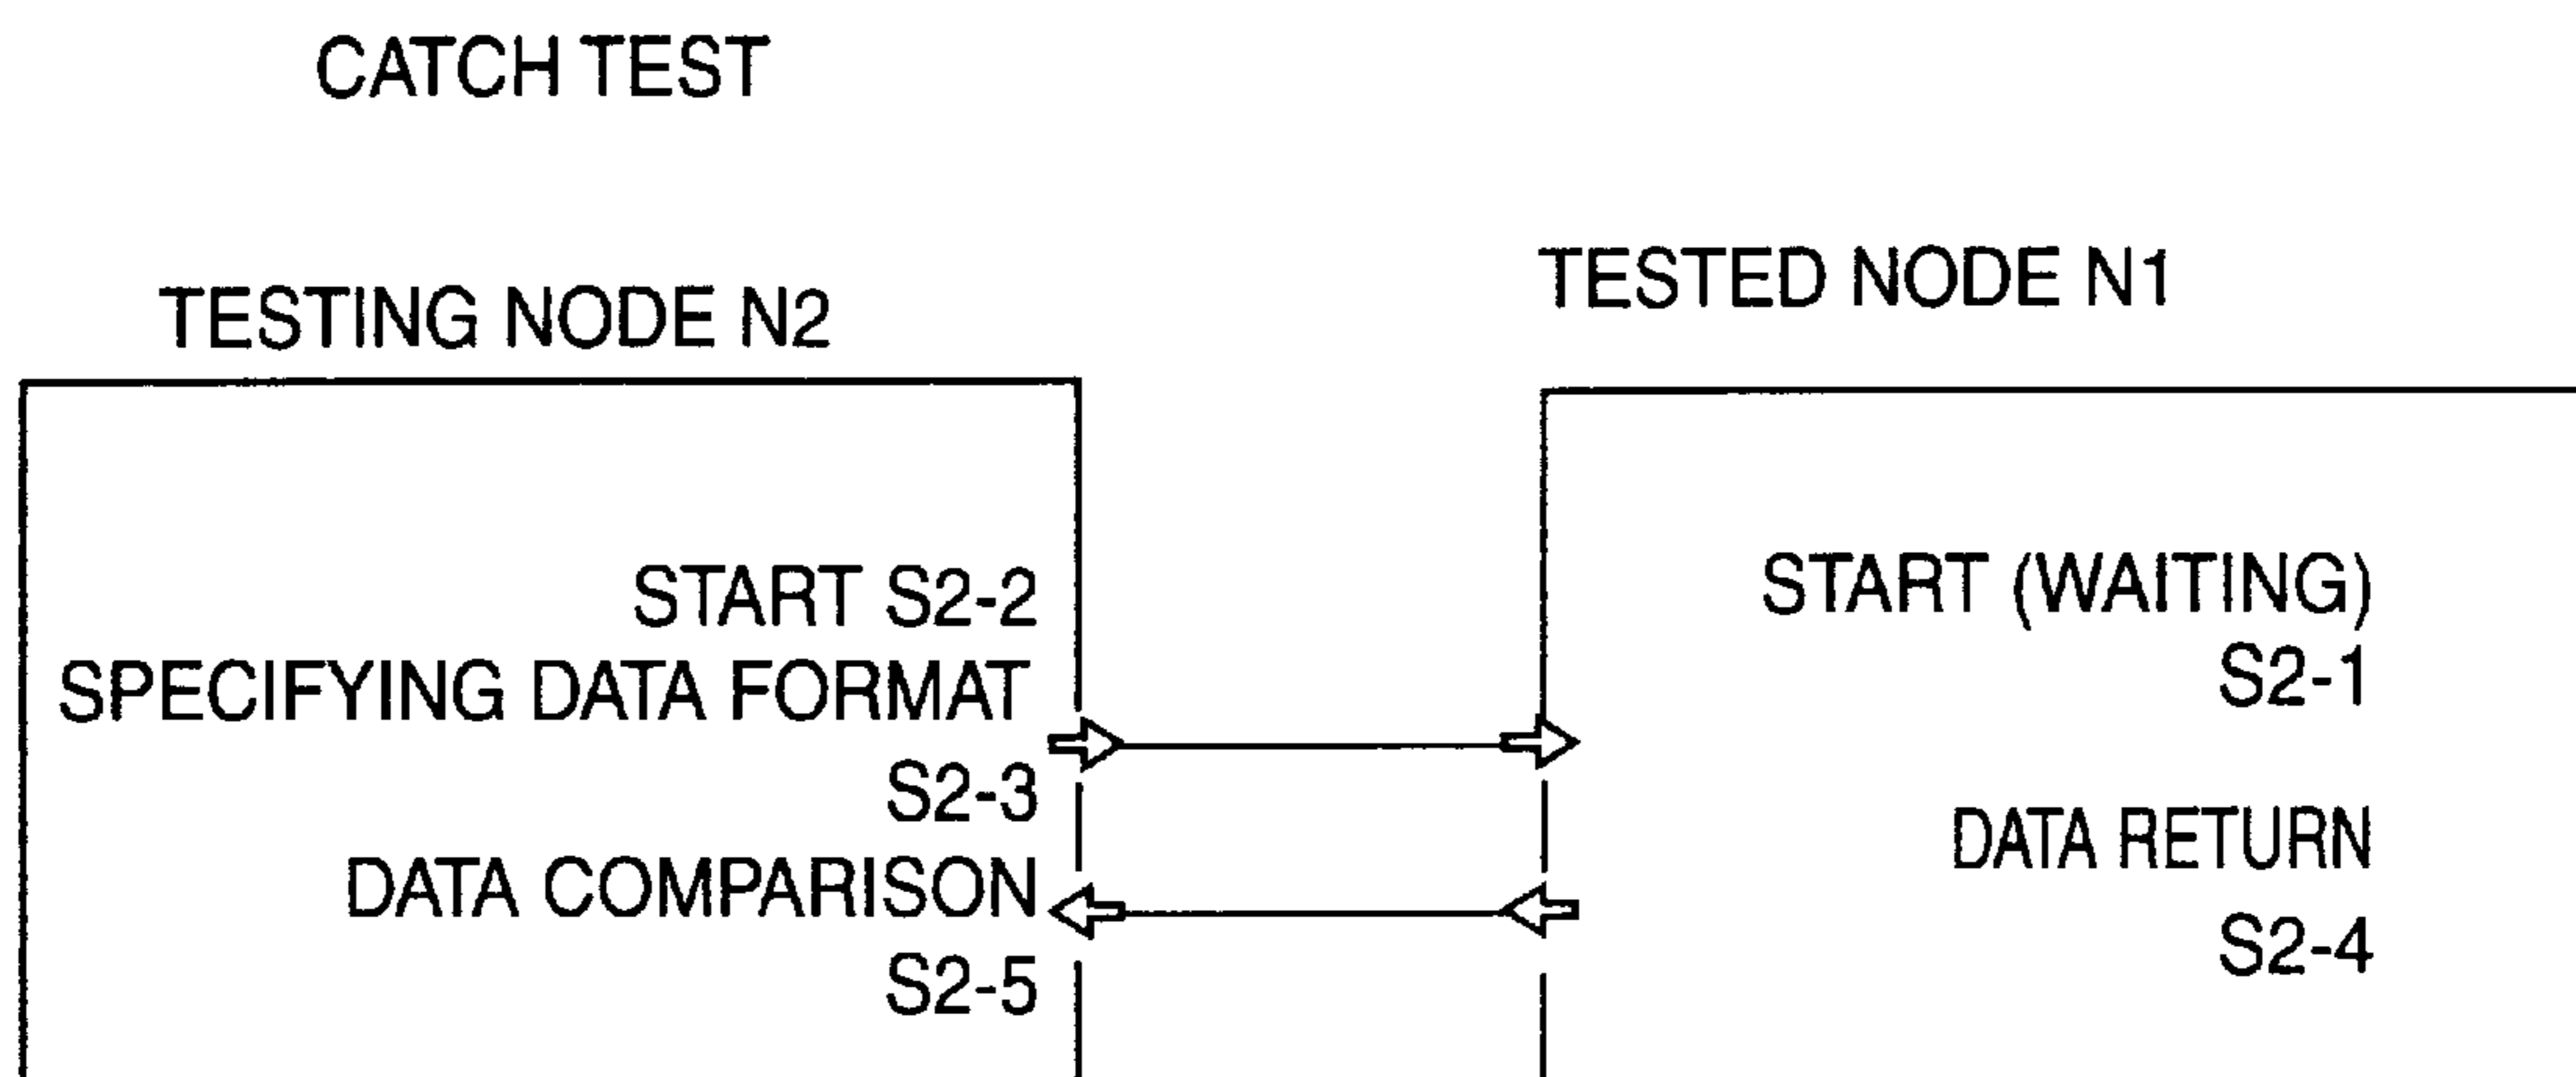 CATCH TEST
TESTING NODE N2
START S2-2
SPECIFYING DATA FORMAT
S2-3
DATA COMPARISON
S2-5
TESTED NODE N1
START (WAITING)
S2-1
DATA RETURN
S2-4